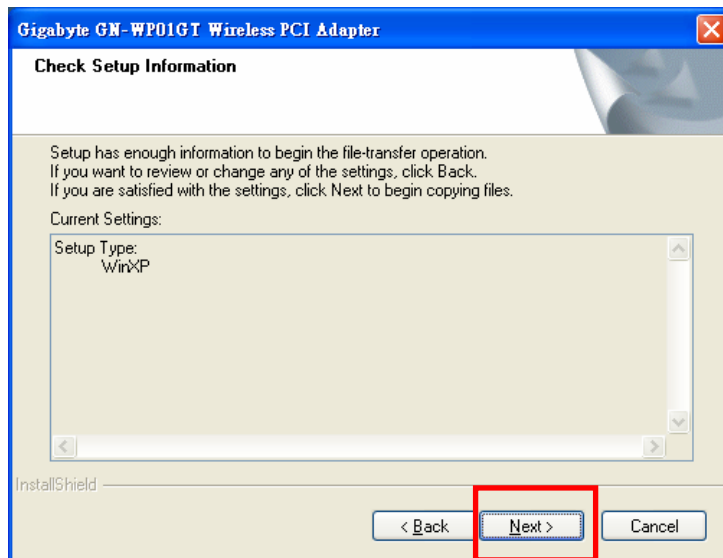 Gigabyte GN-WP01GT Wireless PCI Adapter
Check Setup Information
Setup has enough information to begin the file-transfer operation.
If you want to review or change any of the settings, click Back.
If you are satisfied with the settings, click Next to begin copying files.
Current Settings:
Setup Type:
WinXP
InstallShield
< Back
Next >
Cancel